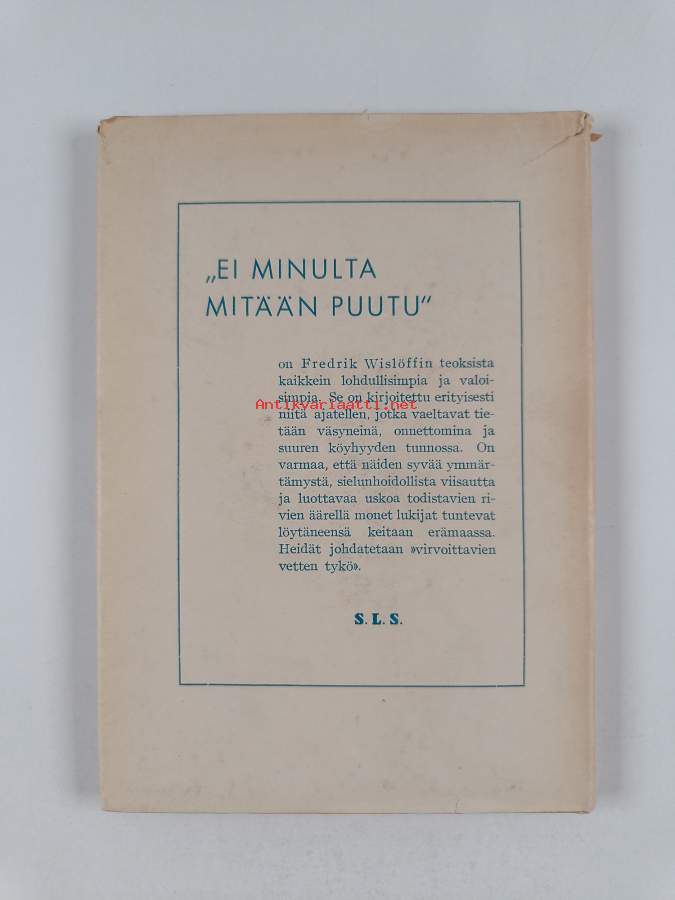 „EI MINULTA
MITÄÄN PUUTU“
on Fredrik Wislöffin teoksista
kaikkein lohdullisimpia ja valoi-
simpia. Se on kirjoitettu erityisesti
Antikvariaatti.net
niitä ajatellen, jotka vaeltavat tie-
tään väsyneinä, onnettomina ja
suuren köyhyyden tunnossa. On
varmaa, että näiden syvää ymmär-
tämystä, sielunhoidollista viisautta
ja luottavaa uskoa todistavien ri-
vien äärellä monet lukijat tuntevat
löytäneensä keitaan erämaassa.
Heidät johdatetaan »virvoittavien
vetten tykö».
S. L. S.